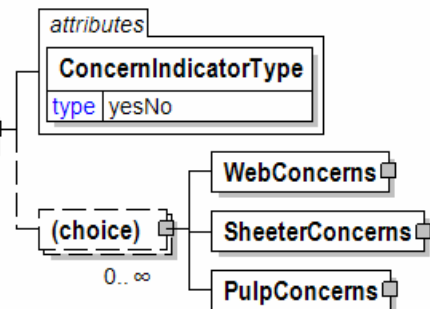 attributes
ConcernIndicatorType
type yesNo
WebConcerns
(choice)
SheeterConcerns
0.. ∞
PulpConcerns